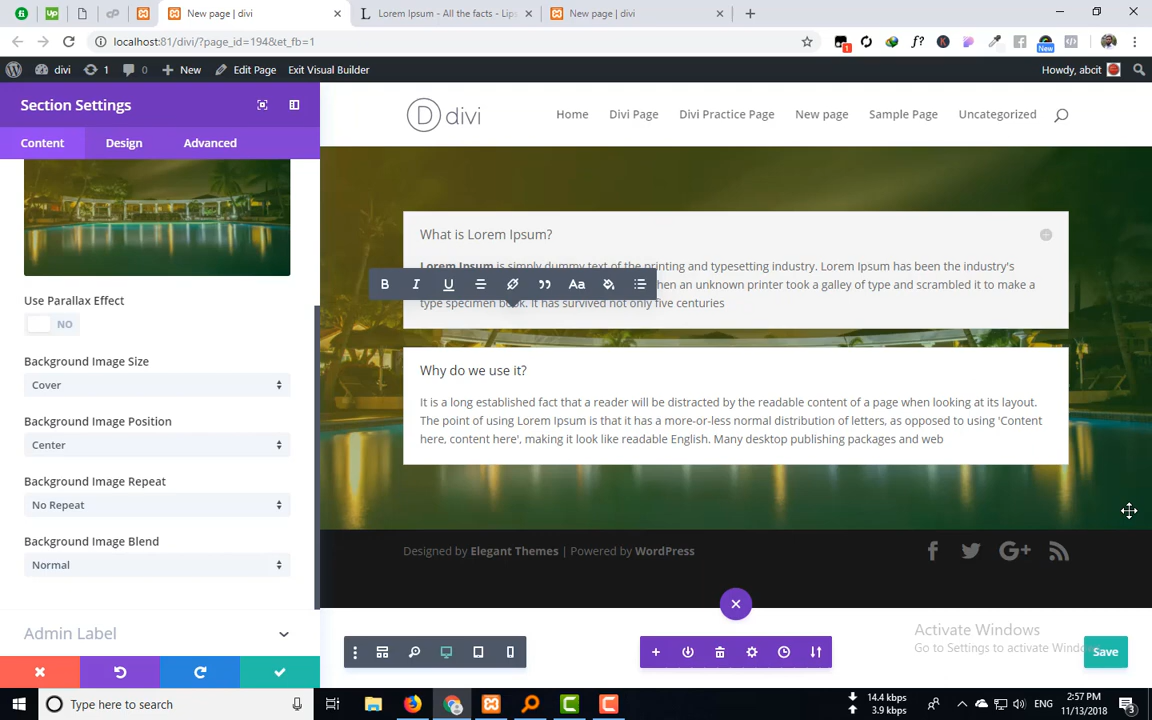 New page | divi
Lorem Ipsum - All the facts - Lips
New page | divi
localhost:81/divi/?page_id=194&et_fb=1
1
New
divi
1
0
New
Edit Page
Exit Visual Builder
Howdy, abcit
Section Settings
Content
Design
Advanced
Use Parallax Effect
NO
Background Image Size
Cover
Background Image Position
Center
Background Image Repeat
No Repeat
Background Image Blend
Normal
Admin Label
D divi
Home
Divi Page
Divi Practice Page
New page
Sample Page
Uncategorized
What is Lorem Ipsum?
Lorem Ipsum is simply dummy text of the printing and typesetting industry. Lorem Ipsum has been the industry's
hen an unknown printer took a galley of type and scrambled it to make a
type specimen book. It has survived not only five centuries
B I U Aa
Why do we use it?
It is a long established fact that a reader will be distracted by the readable content of a page when looking at its layout.
The point of using Lorem Ipsum is that it has a more-or-less normal distribution of letters, as opposed to using 'Content
here, content here', making it look like readable English. Many desktop publishing packages and web
Designed by Elegant Themes | Powered by WordPress
Activate Windows
Go to Settings to activate Windows
Save
Type here to search
14.4 kbps
3.9 kbps
ENG
2:57 PM
11/13/2018
3